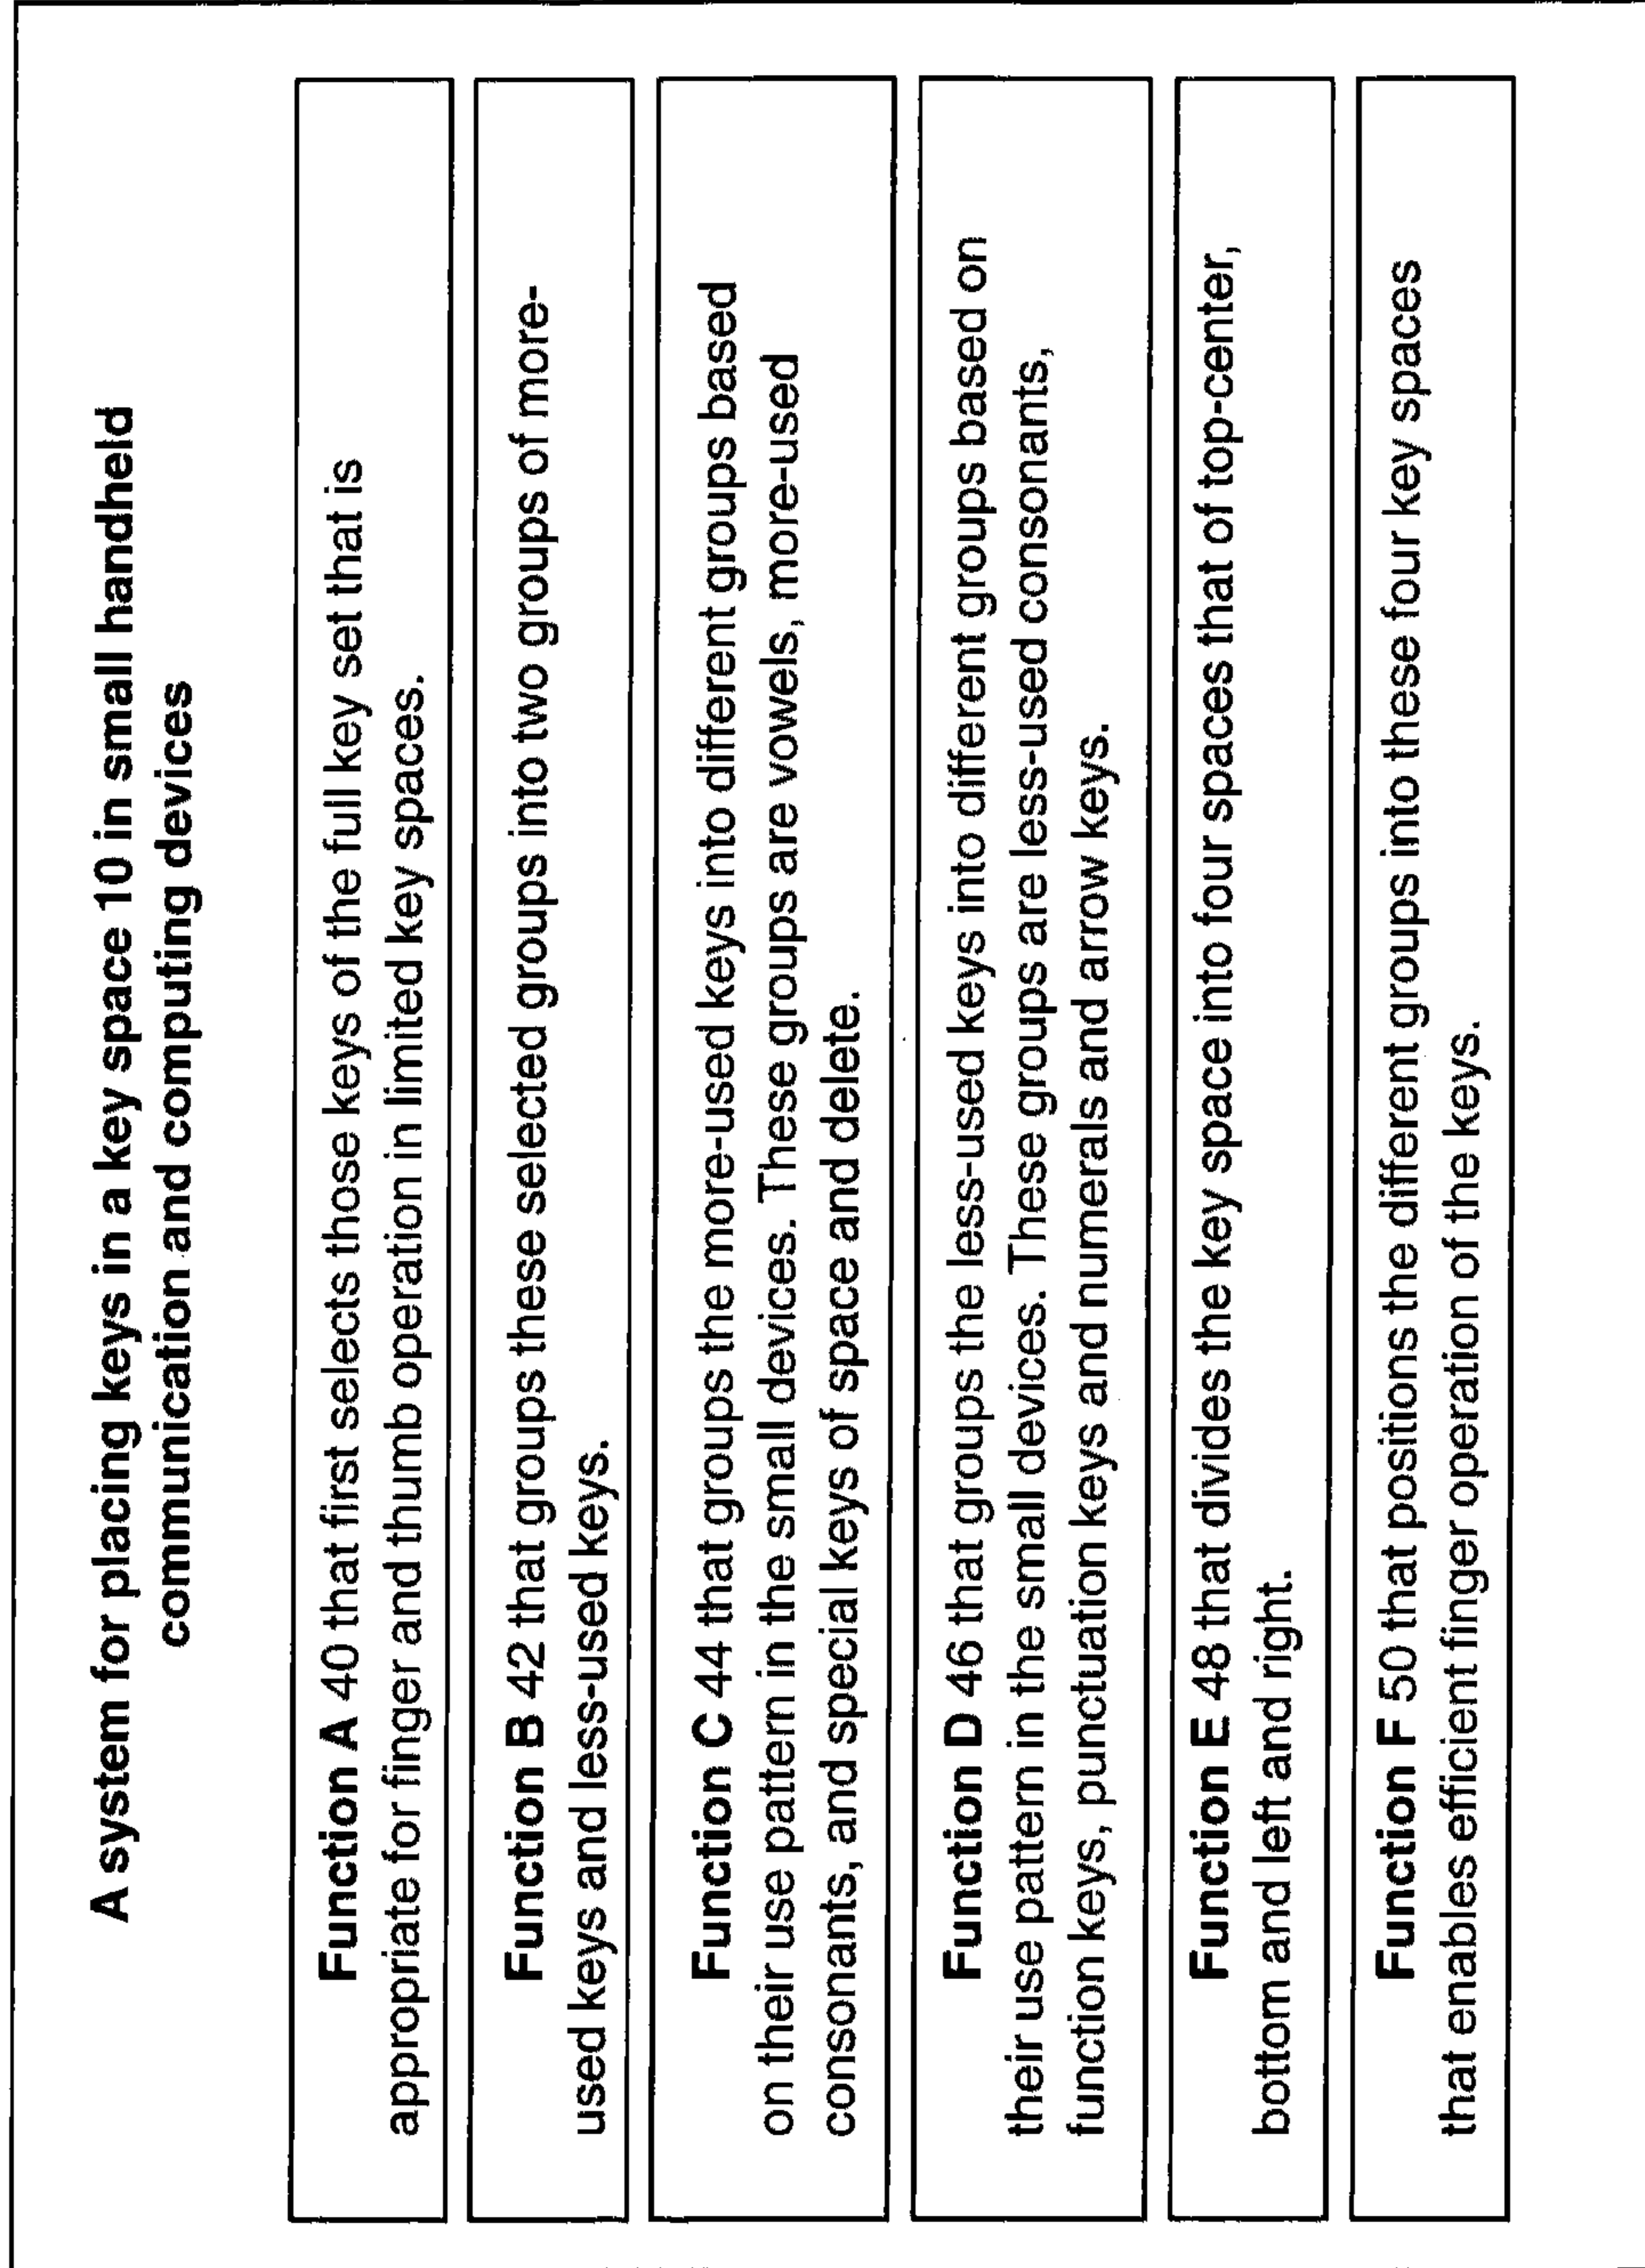 A system for placing keys in a key space 10 in small handheld
communication and computing devices
Function A 40 that first selects those keys of the full key set that is
appropriate for finger and thumb operation in limited key spaces.
Function B 42 that groups these selected groups into two groups of more-
used keys and less-used keys.
Function C 44 that groups the more-used keys into different groups based
on their use pattern in the small devices. These groups are vowels, more-used
consonants, and special keys of space and delete.
Function D 46 that groups the less-used keys into different groups based on
their use pattern in the small devices. These groups are less-used consonants,
function keys, punctuation keys and numerals and arrow keys.
Function E 48 that divides the key space into four spaces that of top-center,
bottom and left and right.
Function F 50 that positions the different groups into these four key spaces
that enables efficient finger operation of the keys.